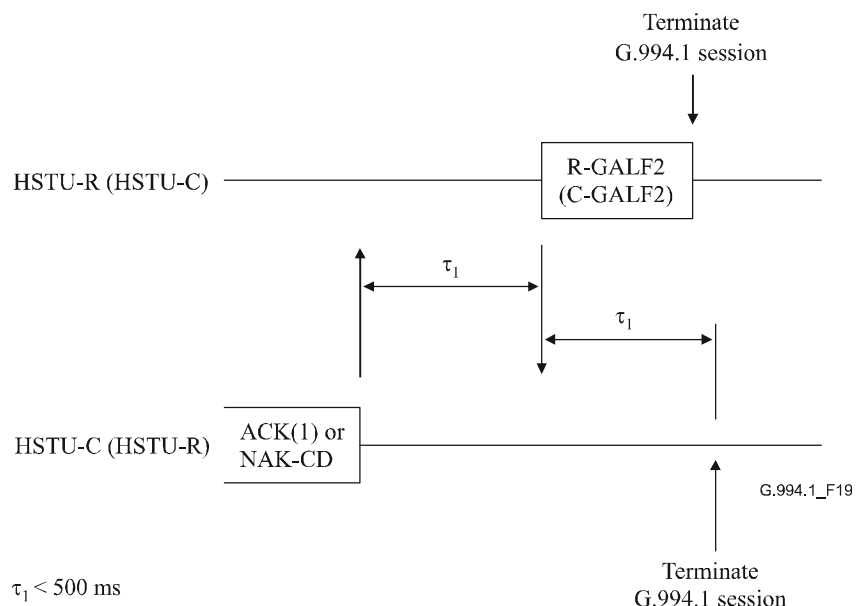 Terminate
G.994.1 session
HSTU-R (HSTU-C)
R-GALF2
(C-GALF2)
τ1
τ1
HSTU-C (HSTU-R)
ACK(1) or
NAK-CD
G.994.1_F19
τ1 < 500 ms
Terminate
G.994.1 session